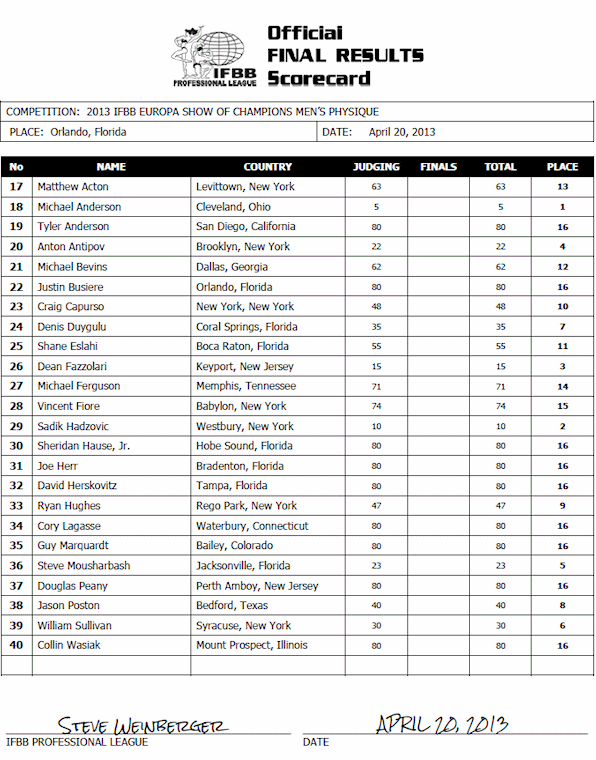 Official
FINAL RESULTS
Scorecard
IFBB
PROFESSIONAL LEAGUE
COMPETITION: 2013 IFBB EUROPA SHOW OF CHAMPIONS MEN'S PHYSIQUE
PLACE: Orlando, Florida DATE: April 20, 2013
No NAME COUNTRY JUDGING FINALS TOTAL PLACE
17 Matthew Acton Levittown, New York 63 63 13
18 Michael Anderson Cleveland, Ohio 5 5 1
19 Tyler Anderson San Diego, California 80 80 16
20 Anton Antipov Brooklyn, New York 22 22 4
21 Michael Bevins Dallas, Georgia 62 62 12
22 Justin Busiere Orlando, Florida 80 80 16
23 Craig Capurso New York, New York 48 48 10
24 Denis Duygulu Coral Springs, Florida 35 35 7
25 Shane Eslahi Boca Raton, Florida 55 55 11
26 Dean Fazzolari Keyport, New Jersey 15 15 3
27 Michael Ferguson Memphis, Tennessee 71 71 14
28 Vincent Fiore Babylon, New York 74 74 15
29 Sadik Hadzovic Westbury, New York 10 10 2
30 Sheridan Hause, Jr. Hobe Sound, Florida 80 80 16
31 Joe Herr Bradenton, Florida 80 80 16
32 David Herskovitz Tampa, Florida 80 80 16
33 Ryan Hughes Rego Park, New York 47 47 9
34 Cory Lagasse Waterbury, Connecticut 80 80 16
35 Guy Marquardt Bailey, Colorado 80 80 16
36 Steve Mousharbash Jacksonville, Florida 23 23 5
37 Douglas Peany Perth Amboy, New Jersey 80 80 16
38 Jason Poston Bedford, Texas 40 40 8
39 William Sullivan Syracuse, New York 30 30 6
40 Collin Wasiak Mount Prospect, Illinois 80 80 16
STEVE WEINBERGER APRIL 20, 2013
IFBB PROFESSIONAL LEAGUE DATE